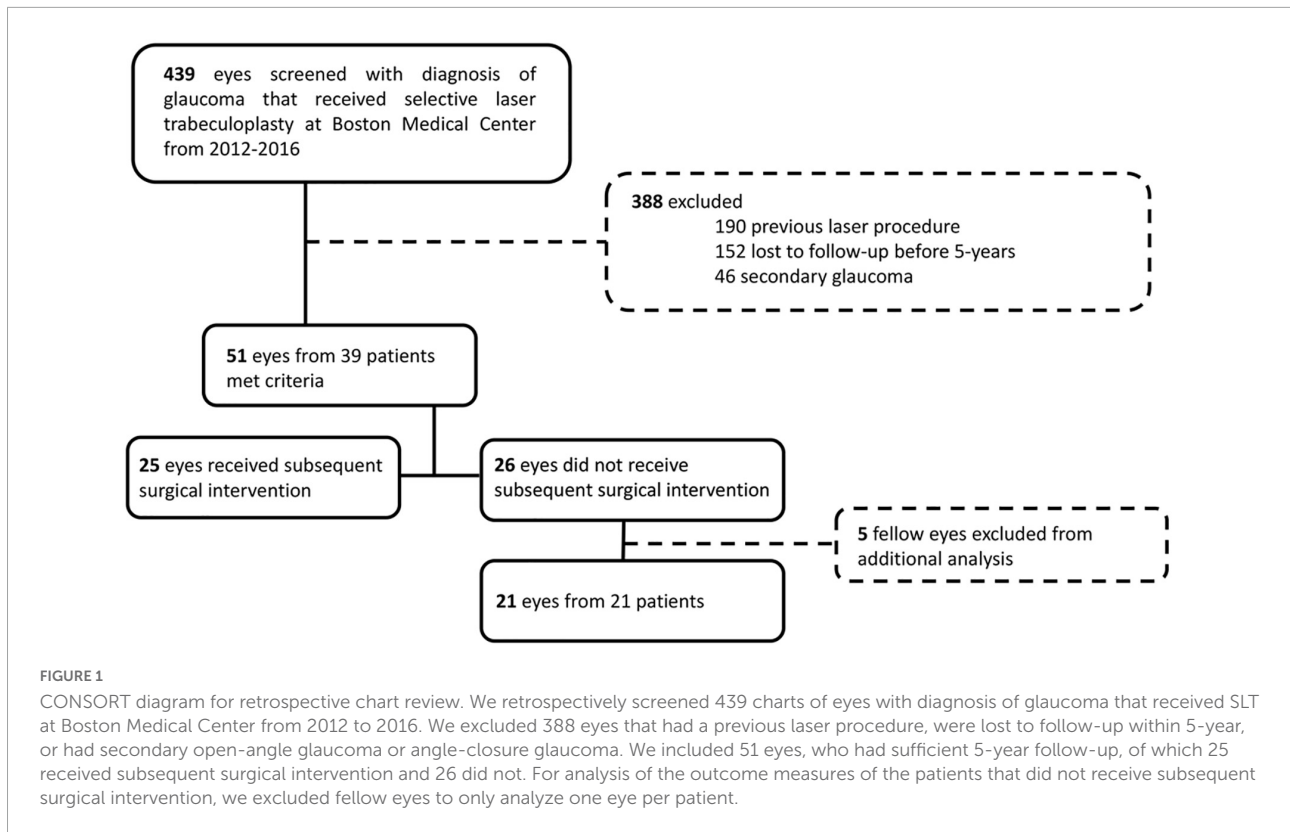 439 eyes screened with diagnosis of
glaucoma that received selective laser
trabeculoplasty at Boston Medical Center
from 2012-2016
388 excluded
190 previous laser procedure
152 lost to follow-up before 5-years
46 secondary glaucoma
51 eyes from 39 patients
met criteria
25 eyes received subsequent
surgical intervention
26 eyes did not receive
subsequent surgical intervention
5 fellow eyes excluded from
additional analysis
21 eyes from 21 patients
FIGURE 1
CONSORT diagram for retrospective chart review. We retrospectively screened 439 charts of eyes with diagnosis of glaucoma that received SLT
at Boston Medical Center from 2012 to 2016. We excluded 388 eyes that had a previous laser procedure, were lost to follow-up within 5-year,
or had secondary open-angle glaucoma or angle-closure glaucoma. We included 51 eyes, who had sufficient 5-year follow-up, of which 25
received subsequent surgical intervention and 26 did not. For analysis of the outcome measures of the patients that did not receive subsequent
surgical intervention, we excluded fellow eyes to only analyze one eye per patient.